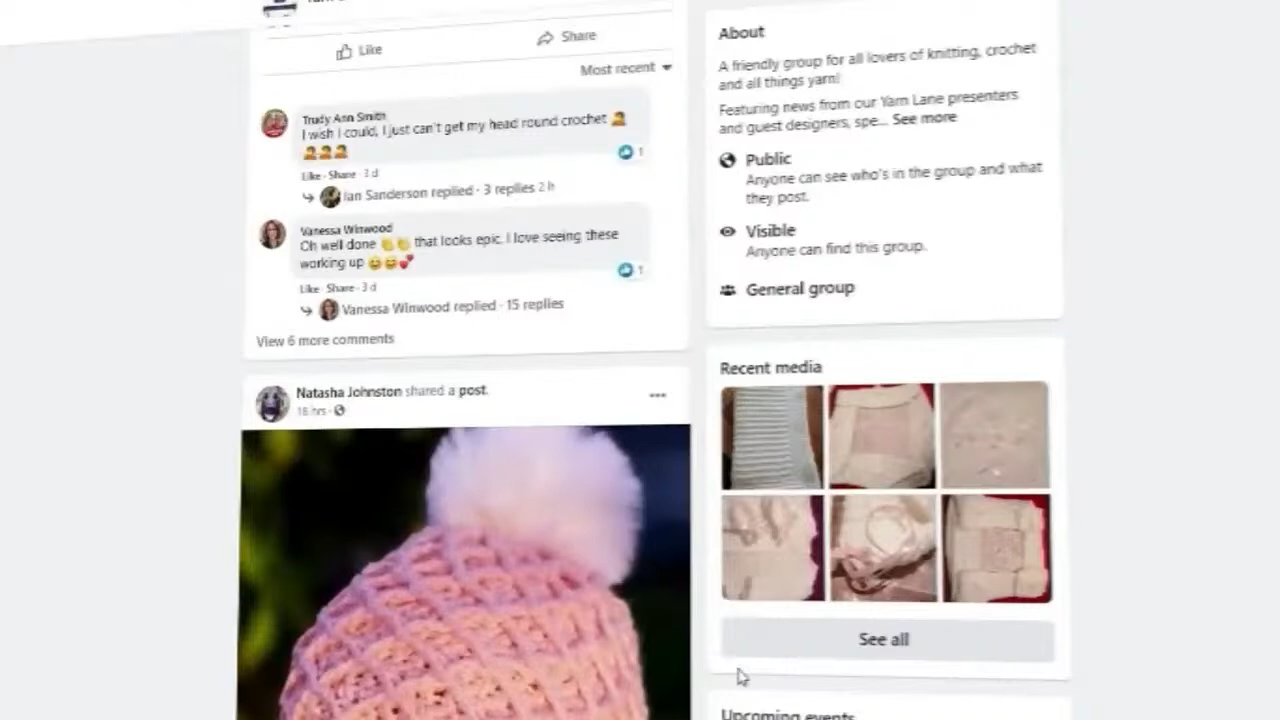 Like
Share
Most recent
Trudy Ann Smith
I wish I could, I just can't get my head round crochet 🤦
🤦🤦🤦
1
Like · Share · 3 d
Ian Sanderson replied · 3 replies 2 h
Vanessa Winwood
Oh well done 👏👏 that looks epic. I love seeing these
working up 😄😄💕
1
Like · Share · 3 d
Vanessa Winwood replied · 15 replies
View 6 more comments
Natasha Johnston shared a post.
18 hrs ·
About
A friendly group for all lovers of knitting, crochet
and all things yarn!
Featuring news from our Yarn Lane presenters
and guest designers, spe... See more
Public
Anyone can see who's in the group and what
they post.
Visible
Anyone can find this group.
General group
Recent media
See all
Upcoming events